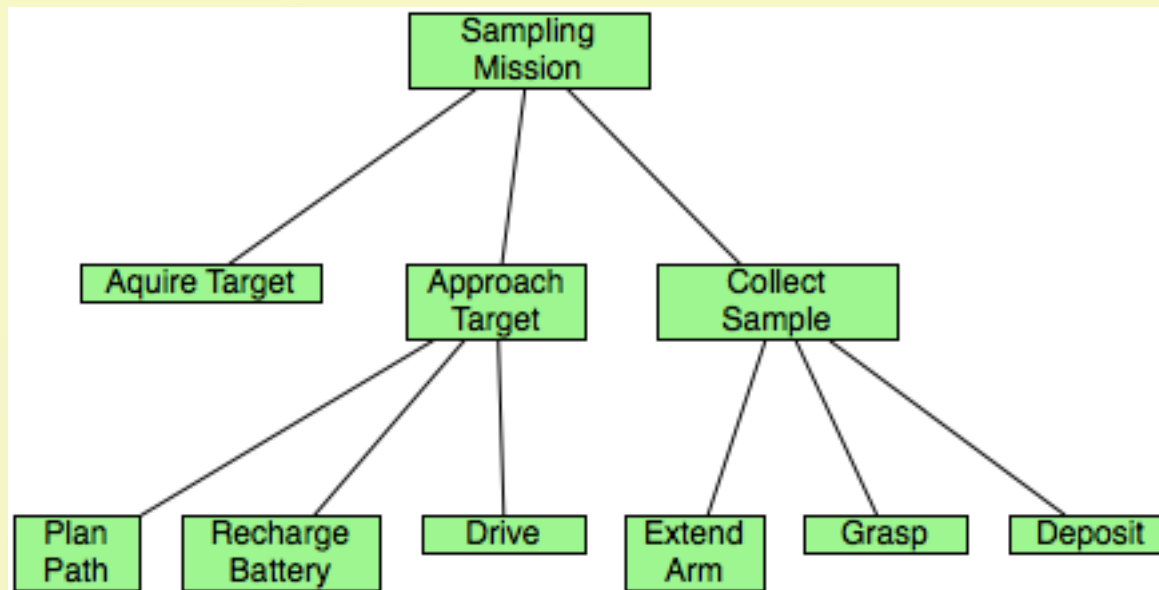 Sampling
Mission
Aquire Target
Approach
Target
Collect
Sample
Plan
Path
Recharge
Battery
Drive
Extend
Arm
Grasp
Deposit